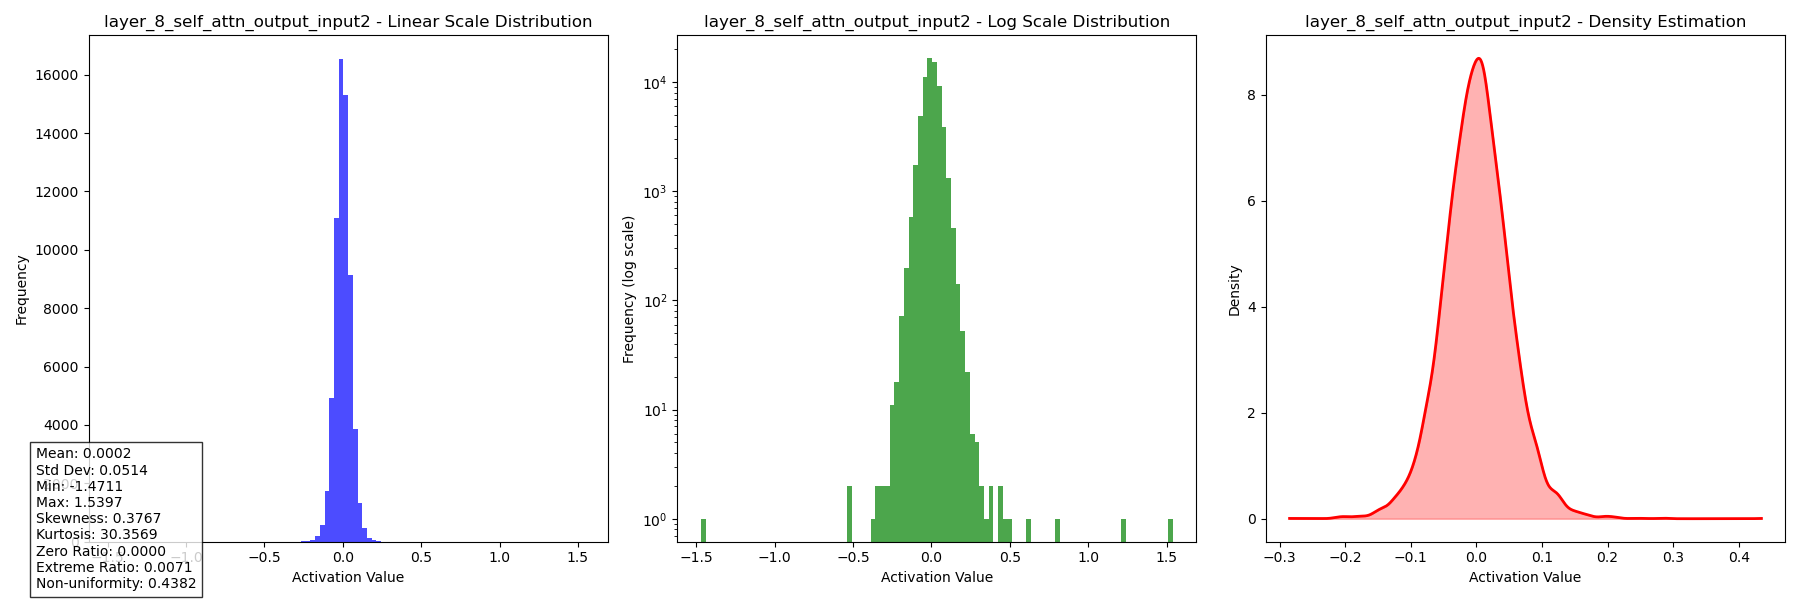 layer_8_self_attn_output_input2 - Linear Scale Distribution
Frequency
16000
14000
12000
10000
8000
6000
4000
Mean: 0.0002
Std Dev: 0.0514
Min: -1.4711
Max: 1.5397
Skewness: 0.3767
Kurtosis: 30.3569
Zero Ratio: 0.0000
Extreme Ratio: 0.0071
Non-uniformity: 0.4382
−0.5 0.0 0.5 1.0 1.5
Activation Value
layer_8_self_attn_output_input2 - Log Scale Distribution
Frequency (log scale)
10^4
10^3
10^2
10^1
10^0
−1.5 −1.0 −0.5 0.0 0.5 1.0 1.5
Activation Value
layer_8_self_attn_output_input2 - Density Estimation
Density
8
6
4
2
0
−0.3 −0.2 −0.1 0.0 0.1 0.2 0.3 0.4
Activation Value